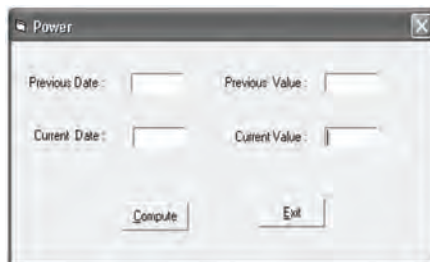 Power
Previous Date : Previous Value :
Current Date : Current Value :
Compute Exit